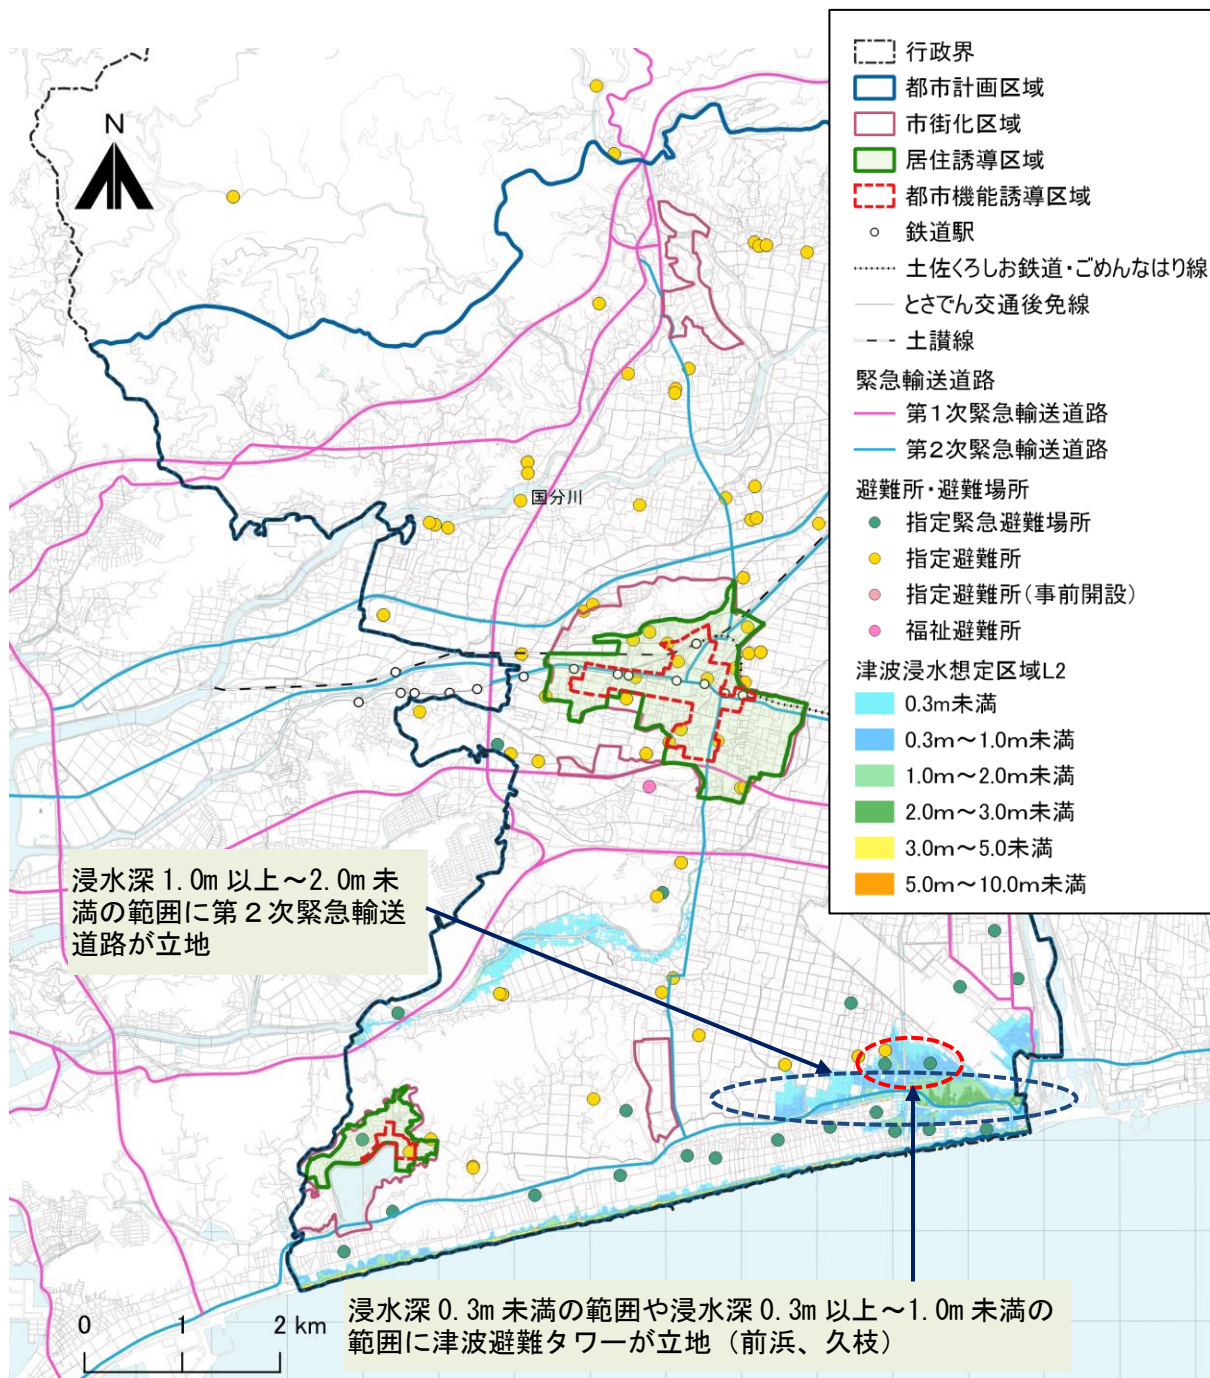 N
行政界
都市計画区域
市街化区域
居住誘導区域
都市機能誘導区域
鉄道駅
土佐くろしお鉄道・ごめんなはり線
とさでん交通後免線
土讃線
緊急輸送道路
第1次緊急輸送道路
第2次緊急輸送道路
避難所・避難場所
指定緊急避難場所
指定避難所
指定避難所(事前開設)
福祉避難所
津波浸水想定区域L2
0.3m未満
0.3m～1.0m未満
1.0m～2.0m未満
2.0m～3.0m未満
3.0m～5.0未満
5.0m～10.0m未満
国分川
浸水深 1.0m 以上～2.0m 未
満の範囲に第２次緊急輸送
道路が立地
浸水深 0.3m 未満の範囲や浸水深 0.3m 以上～1.0m 未満の
範囲に津波避難タワーが立地（前浜、久枝）
0 1 2 km